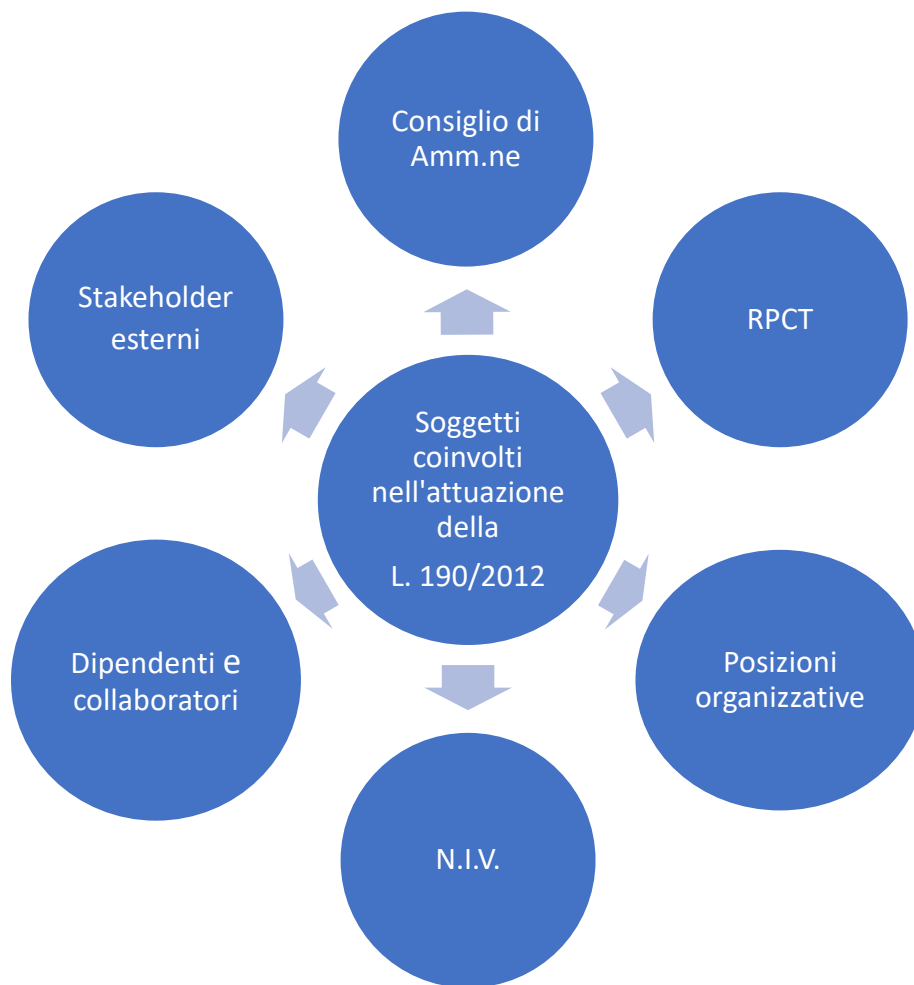 Consiglio di
Amm.ne
Stakeholder
esterni
RPCT
Soggetti
coinvolti
nell'attuazione
della
L. 190/2012
Dipendenti e
collaboratori
Posizioni
organizzative
N.I.V.